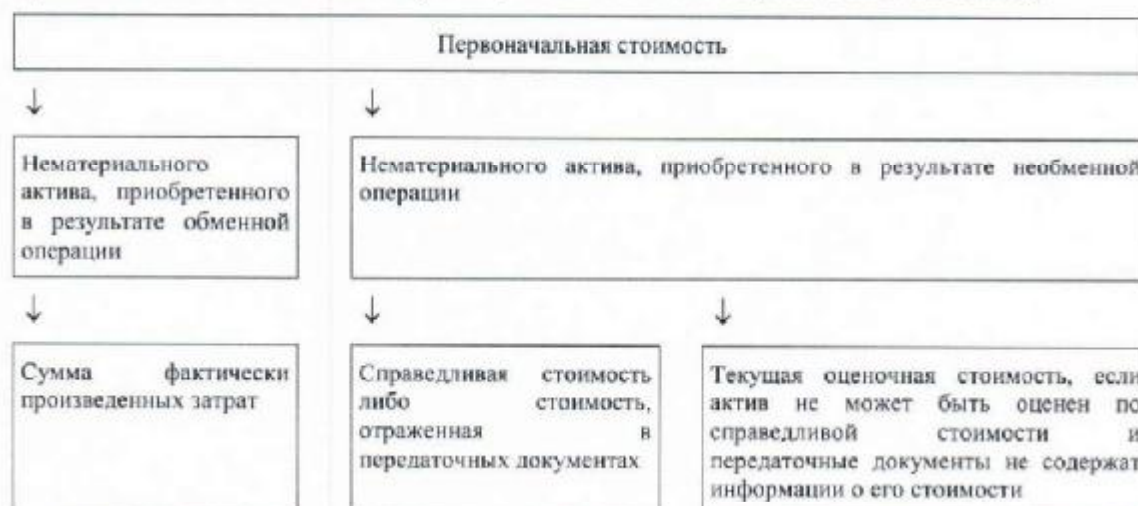 Первоначальная стоимость
↓ ↓
Нематериального
актива, приобретенного
в результате обменной
операции
Нематериального актива, приобретенного в результате необменной
операции
↓ ↓ ↓
Сумма фактически
произведенных затрат
Справедливая стоимость
либо стоимость,
отраженная в
передаточных документах
Текущая оценочная стоимость, если
актив не может быть оценен по
справедливой стоимости и
передаточные документы не содержат
информации о его стоимости